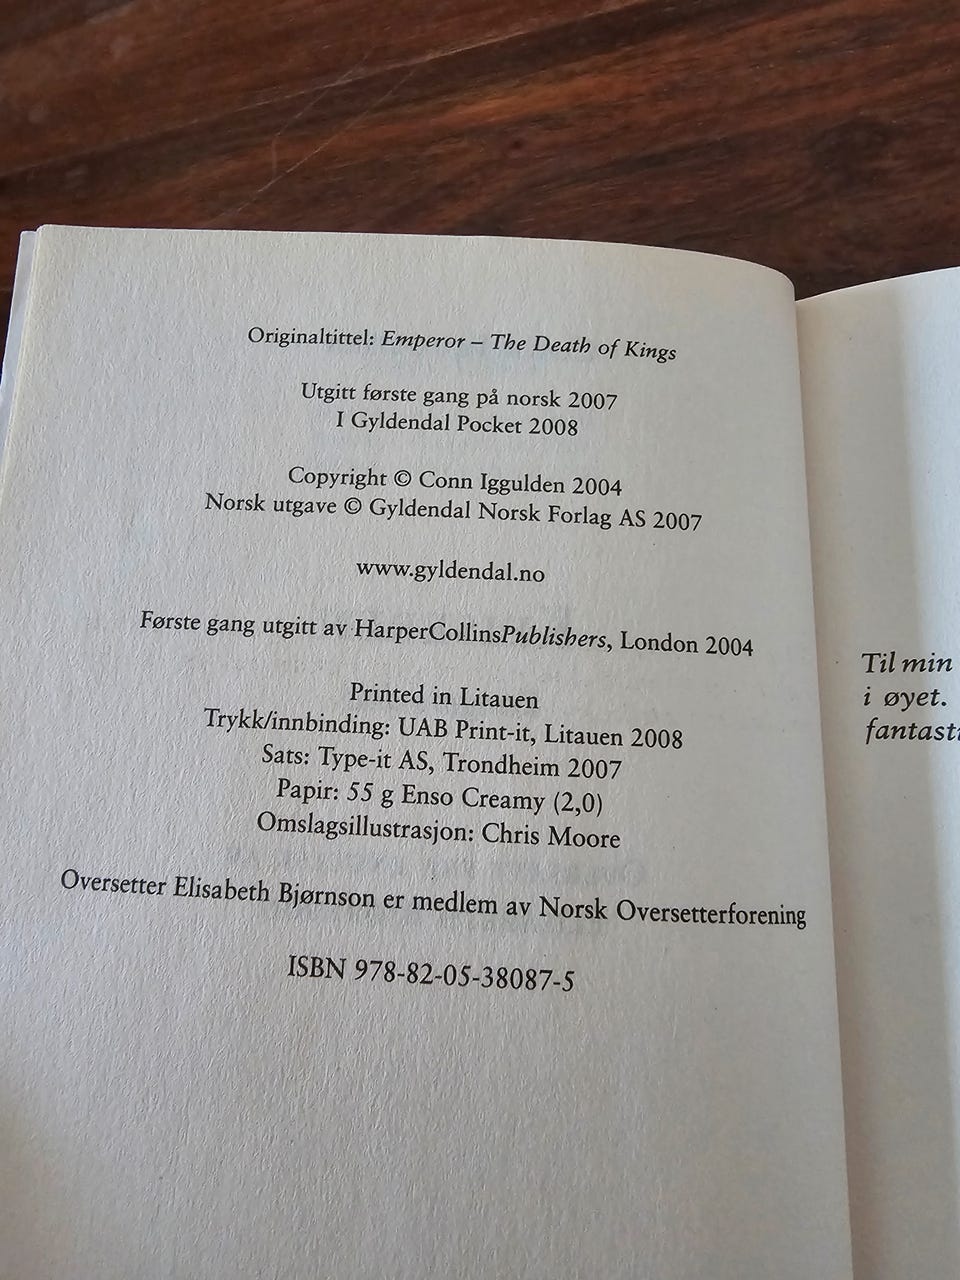 Originaltittel: Emperor – The Death of Kings
Utgitt første gang på norsk 2007
I Gyldendal Pocket 2008
Copyright © Conn Iggulden 2004
Norsk utgave © Gyldendal Norsk Forlag AS 2007
www.gyldendal.no
Første gang utgitt av HarperCollinsPublishers, London 2004
Printed in Litauen
Trykk/innbinding: UAB Print-it, Litauen 2008
Sats: Type-it AS, Trondheim 2007
Papir: 55 g Enso Creamy (2,0)
Omslagsillustrasjon: Chris Moore
Oversetter Elisabeth Bjørnson er medlem av Norsk Oversetterforening
ISBN 978-82-05-38087-5
Til min
i øyet.